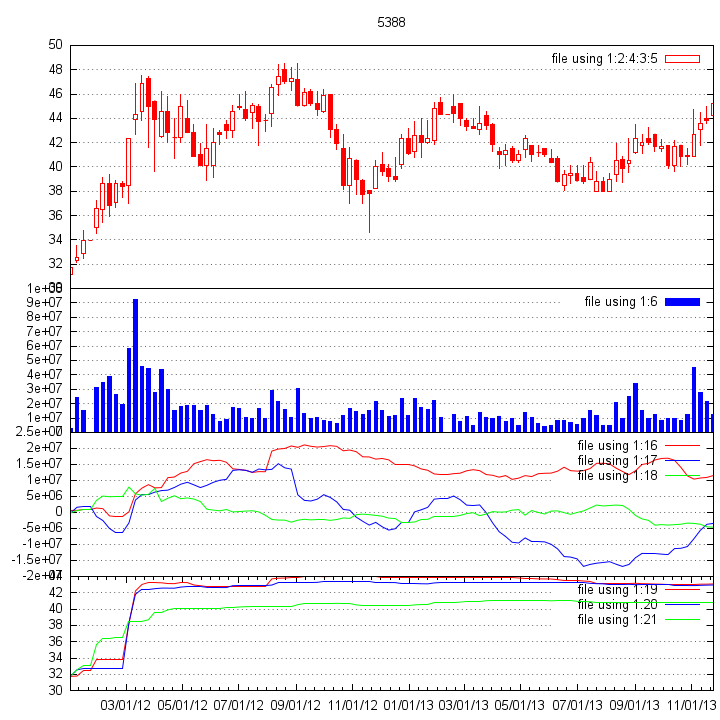 5388
50
file using 1:2:4:3:5
48
46
44
42
40
38
36
34
32
file using 1:6
9e+07
8e+07
7e+07
6e+07
5e+07
4e+07
3e+07
2e+07
1e+07
2.5e+07
2e+07
file using 1:16
1.5e+07
file using 1:17
1e+07
file using 1:18
5e+06
0
-5e+06
-1e+07
-1.5e+07
42
file using 1:19
40
file using 1:20
38
file using 1:21
36
34
32
30
03/01/12 05/01/12 07/01/12 09/01/12 11/01/12 01/01/13 03/01/13 05/01/13 07/01/13 09/01/13 11/01/13